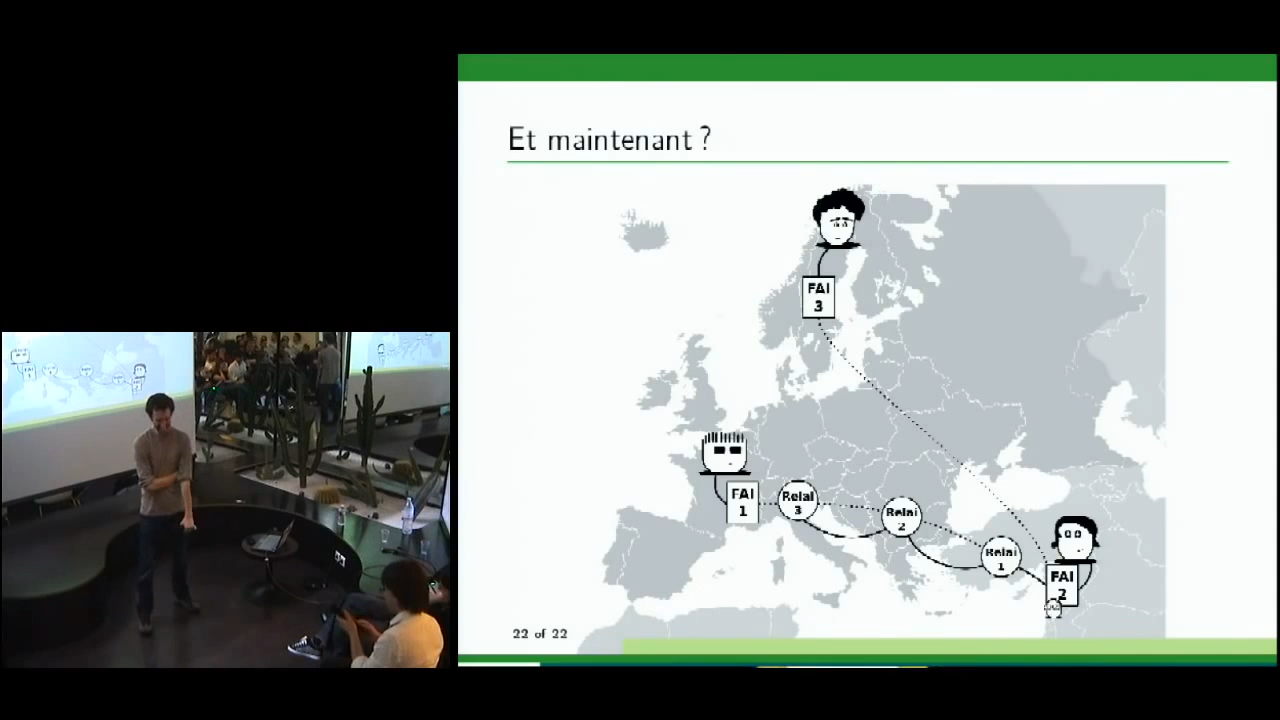 Et maintenant ?
FAI
3
FAI
1
Relai
3
Relai
2
Relai
1
FAI
2
22 of 22